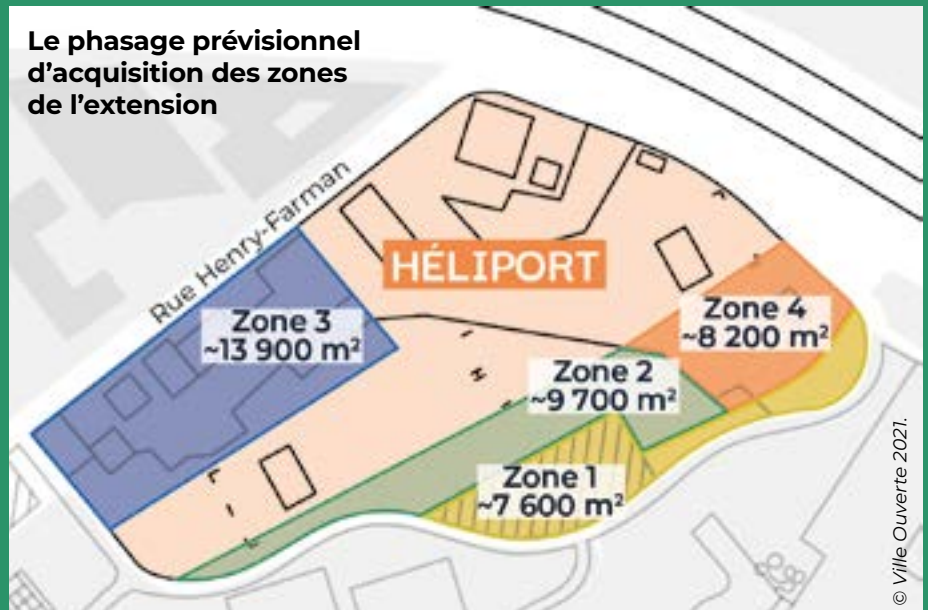 Le phasage prévisionnel
d’acquisition des zones
de l’extension
Rue Henry-Farman
HÉLIPORT
Zone 3
~13 900 m²
Zone 4
~8 200 m²
Zone 2
~9 700 m²
Zone 1
~7 600 m²
H
© Ville Ouverte 2021.